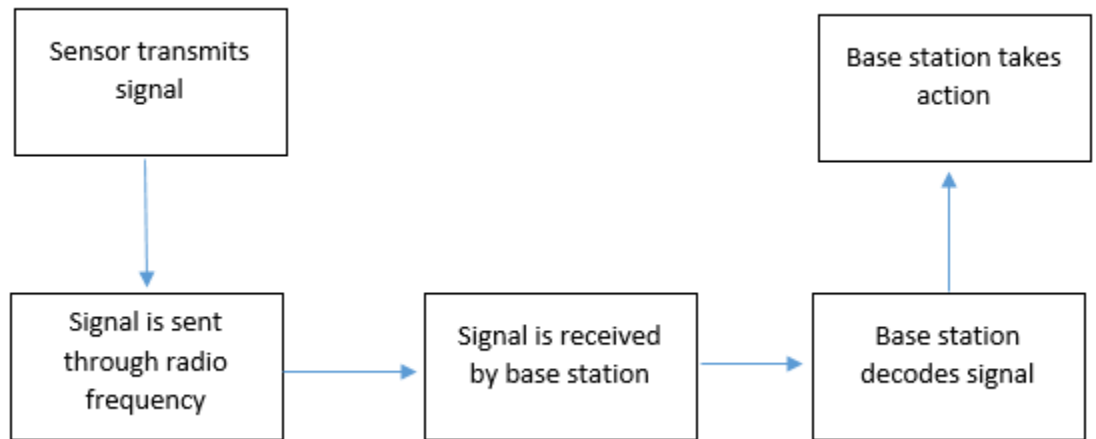 Sensor transmits
signal
Signal is sent
through radio
frequency
Signal is received
by base station
Base station
decodes signal
Base station takes
action